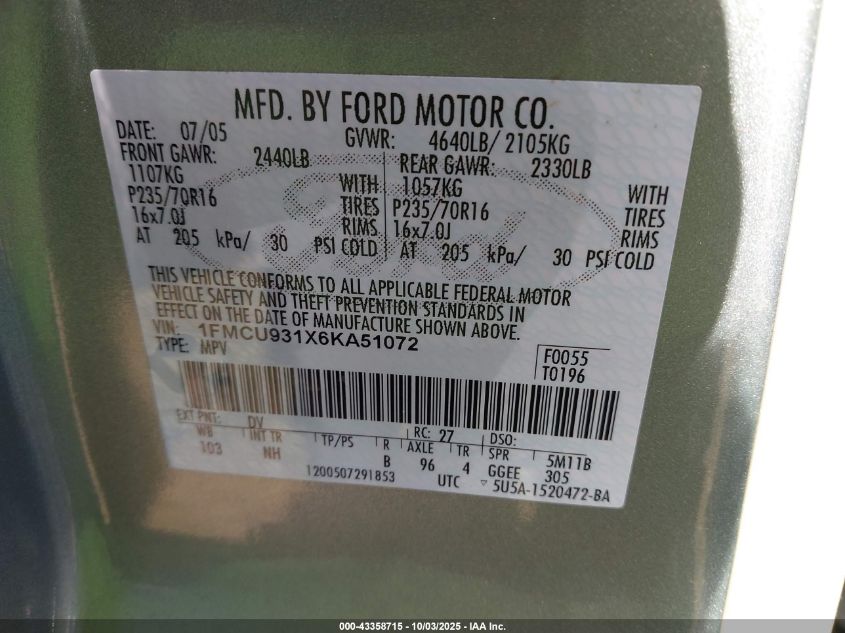 MFD. BY FORD MOTOR CO.
DATE: 07/05 GVWR: 4640LB/ 2105KG
FRONT GAWR: 2440LB REAR GAWR: 2330LB
1107KG WITH 1057KG WITH
P235/70R16 TIRES P235/70R16 TIRES
16x7.0J RIMS 16x7.0J RIMS
AT 205 kPa/ 30 PSI COLD AT 205 kPa/ 30 PSI COLD
THIS VEHICLE CONFORMS TO ALL APPLICABLE FEDERAL MOTOR
VEHICLE SAFETY AND THEFT PREVENTION STANDARDS IN
EFFECT ON THE DATE OF MANUFACTURE SHOWN ABOVE.
VIN: 1FMCU931X6KA51072
TYPE: MPV
F0055
T0196
EXT PNT: DV RC: 27 DSO:
WB INT TR TP/PS R AXLE TR SPR 5M11B
103 NH B 96 4 GGEE 305
1200507291853 UTC ▽ 5U5A-1520472-BA
Ford
000-43358715 - 10/03/2025 - IAA Inc.